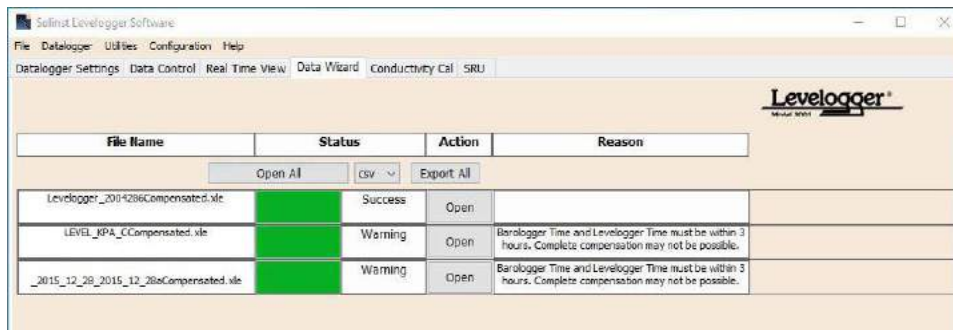 Solinst Levelogger Software
File Datalogger Utilities Configuration Help
Datalogger Settings Data Control Real Time View Data Wizard Conductivity Cal SRU
Levelogger®
File Name Status Action Reason
Open All csv Export All
Levelogger_2004286Compensated.xle Success Open
LEVEL_KPA_CCompensated.xle Warning Open Barologger Time and Levelogger Time must be within 3
hours. Complete compensation may not be possible.
_2015_12_28_2015_12_28aCompensated.xle Warning Open Barologger Time and Levelogger Time must be within 3
hours. Complete compensation may not be possible.